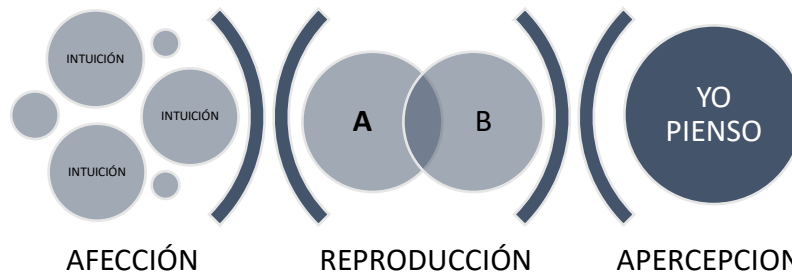 INTUICIÓN
INTUICIÓN
INTUICIÓN
A
B
YO
PIENSO
AFECCIÓN
REPRODUCCIÓN
APERCEPCION